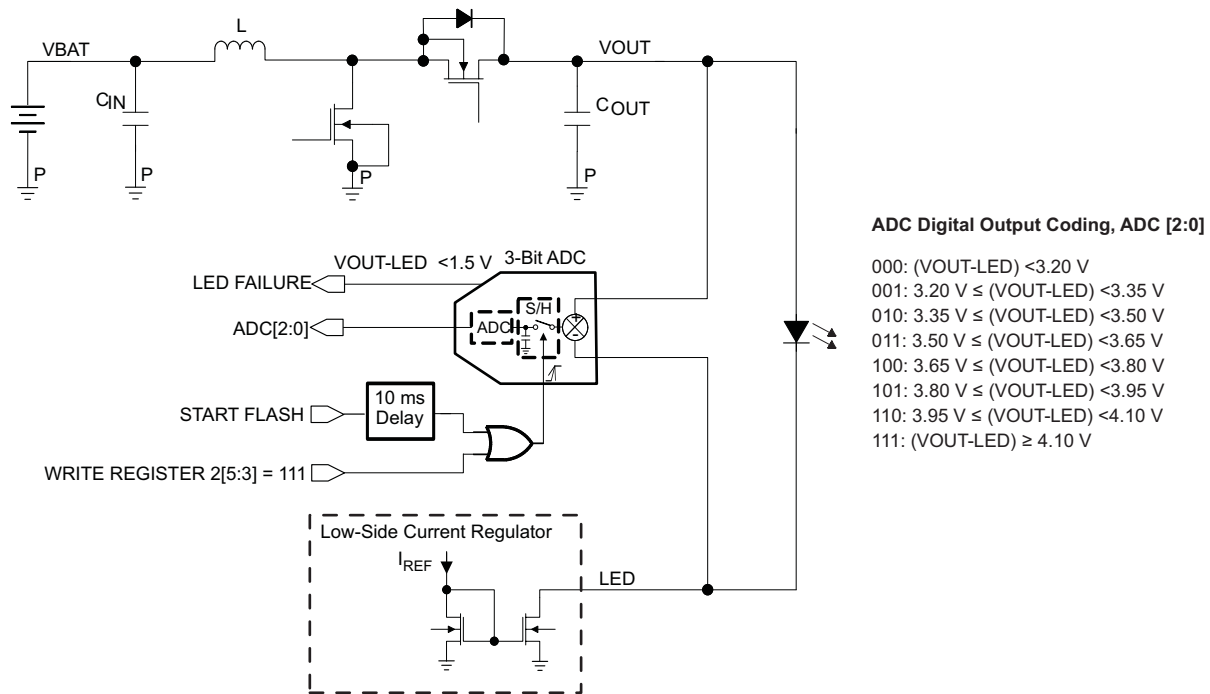 L
VBAT
VOUT
CIN
COUT
P
P
P
P
ADC Digital Output Coding, ADC [2:0]
000: (VOUT-LED) <3.20 V
001: 3.20 V ≤ (VOUT-LED) <3.35 V
010: 3.35 V ≤ (VOUT-LED) <3.50 V
011: 3.50 V ≤ (VOUT-LED) <3.65 V
100: 3.65 V ≤ (VOUT-LED) <3.80 V
101: 3.80 V ≤ (VOUT-LED) <3.95 V
110: 3.95 V ≤ (VOUT-LED) <4.10 V
111: (VOUT-LED) ≥ 4.10 V
VOUT-LED <1.5 V
3-Bit ADC
LED FAILURE
S/H
ADC[2:0]
ADC
+
-
START FLASH
10 ms
Delay
WRITE REGISTER 2[5:3] = 111
Low-Side Current Regulator
IREF
LED